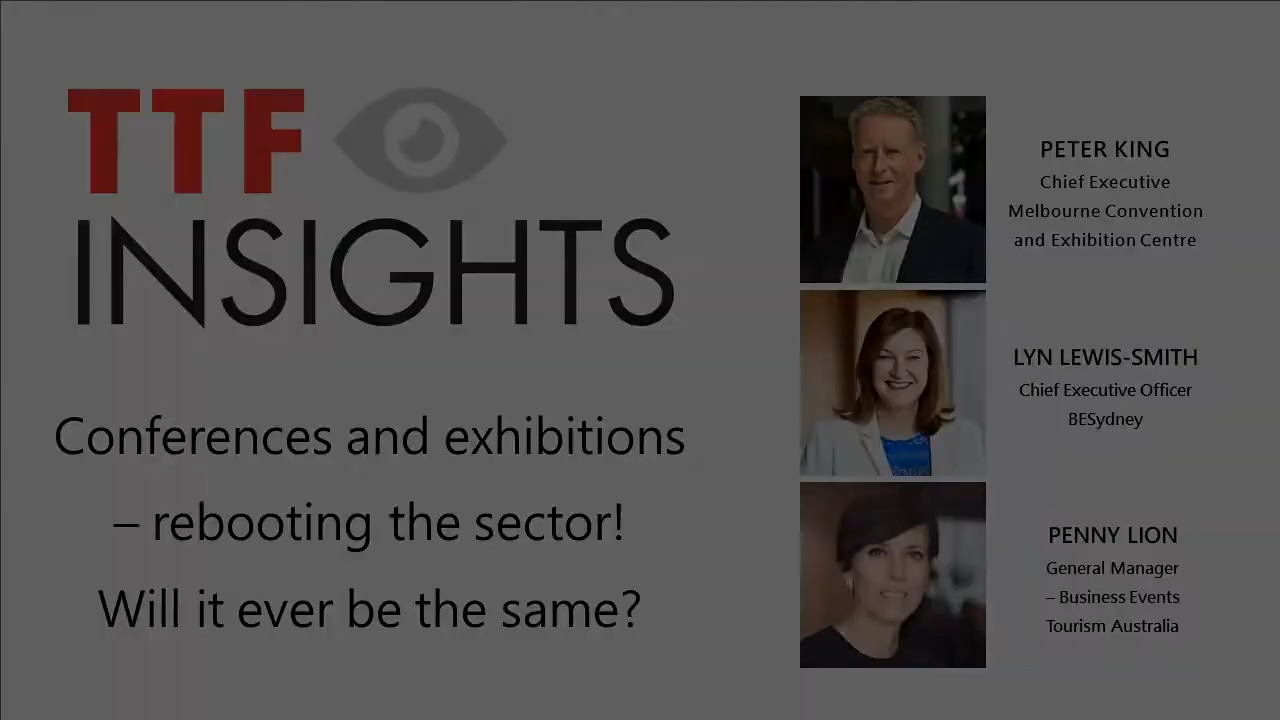 TTF
INSIGHTS
Conferences and exhibitions
– rebooting the sector!
Will it ever be the same?
PETER KING
Chief Executive
Melbourne Convention
and Exhibition Centre
LYN LEWIS-SMITH
Chief Executive Officer
BESydney
PENNY LION
General Manager
– Business Events
Tourism Australia